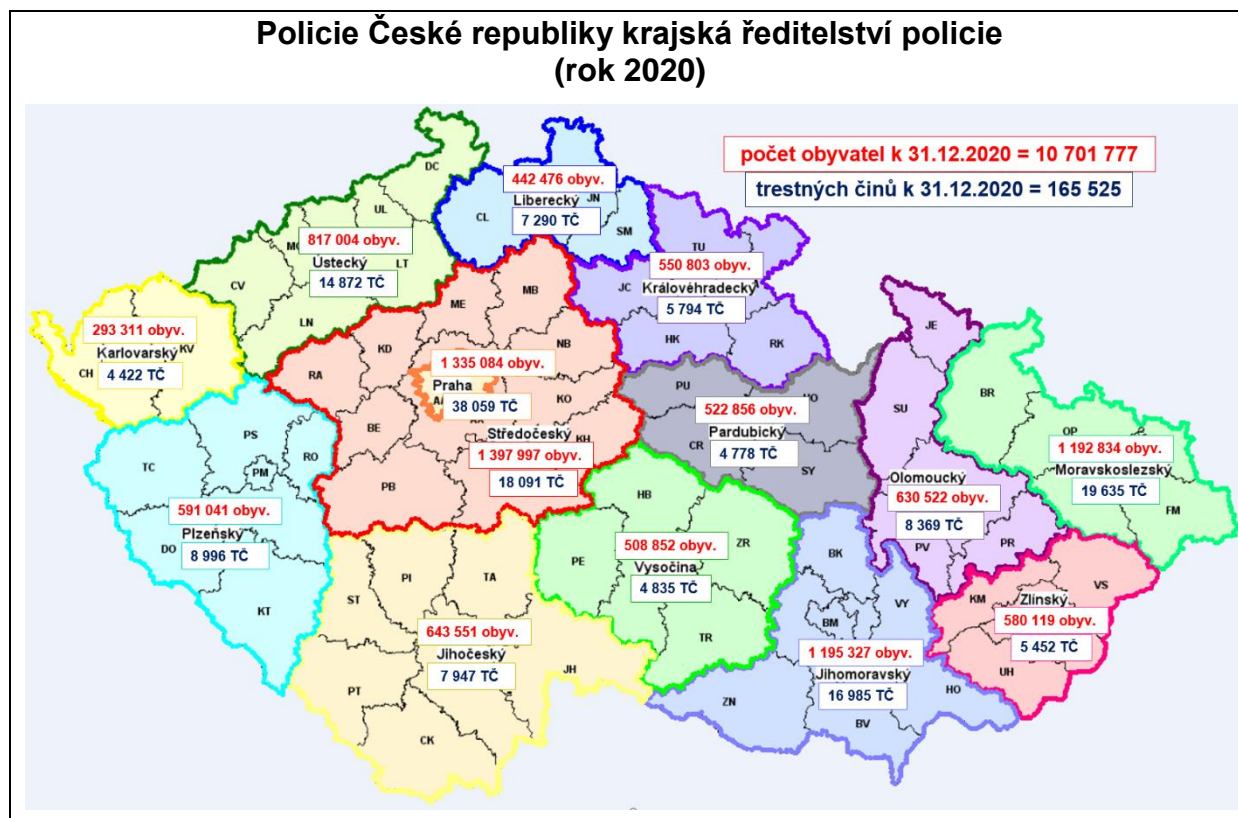 Policie České republiky krajská ředitelství policie
(rok 2020)
počet obyvatel k 31.12.2020 = 10 701 777
trestných činů k 31.12.2020 = 165 525
DC
UL
817 004 obyv.
Ústecký
LT
14 872 TČ
CV
LN
442 476 obyv.
JN
CL
Liberecký
7 290 TČ
SM
TU
550 803 obyv.
JC
Královéhradecký
5 794 TČ
HK
RK
293 311 obyv.
Karlovarský
KV
CH
4 422 TČ
MB
ME
KD
NB
RA
1 335 084 obyv.
Praha
38 059 TČ
KO
BE
Středočeský
KH
1 397 997 obyv.
18 091 TČ
PB
PU
522 856 obyv.
Pardubický
CR
4 778 TČ
SY
JE
SU
Olomoucký
630 522 obyv.
8 369 TČ
PV
PR
BR
OP
1 192 834 obyv.
Moravskoslezský
19 635 TČ
FM
PS
TC
PM
RO
591 041 obyv.
Plzeňský
DO
8 996 TČ
KT
HB
508 852 obyv.
ZR
PE
Vysočina
4 835 TČ
TR
PI
TA
ST
643 551 obyv.
Jihočeský
7 947 TČ
JH
PT
CK
BK
VY
BM
1 195 327 obyv.
Jihomoravský
16 985 TČ
HO
ZN
BV
KM
VS
Zlínský
580 119 obyv.
5 452 TČ
UH